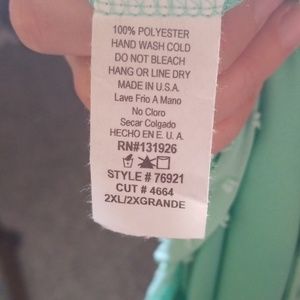 100% POLYESTER
HAND WASH COLD
DO NOT BLEACH
HANG OR LINE DRY
MADE IN U.S.A.
Lave Frio A Mano
No Cloro
Secar Colgado
HECHO EN E. U. A.
RN#131926
STYLE # 76921
CUT # 4664
2XL/2XGRANDE